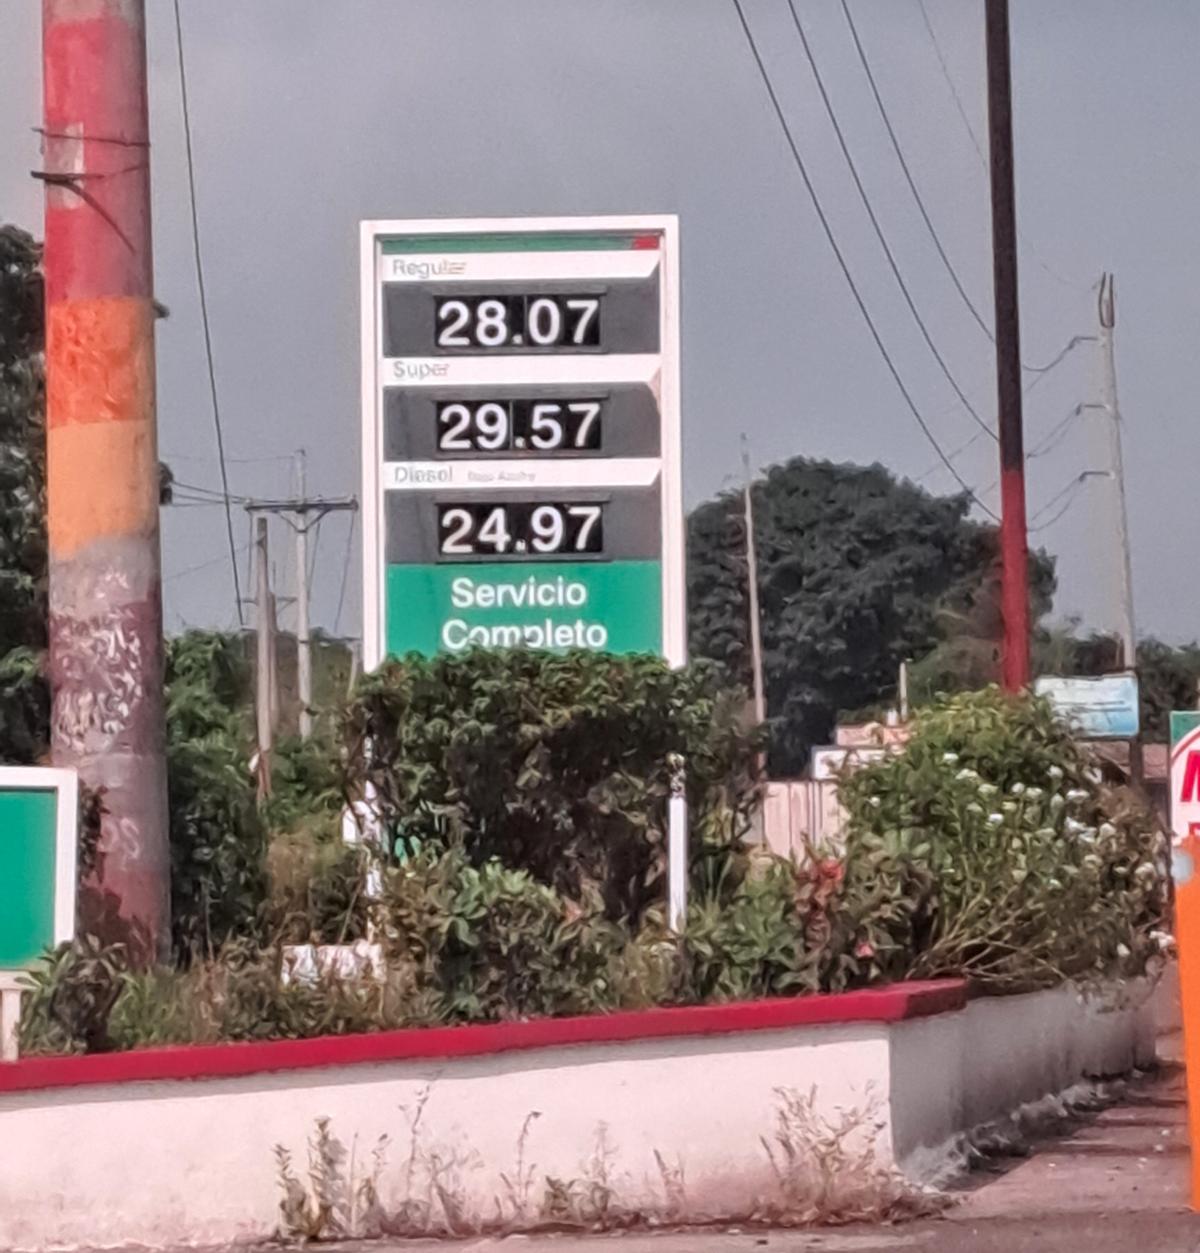 Regular
28.07
Super
29.57
Diesel
24.97
Servicio
Completo